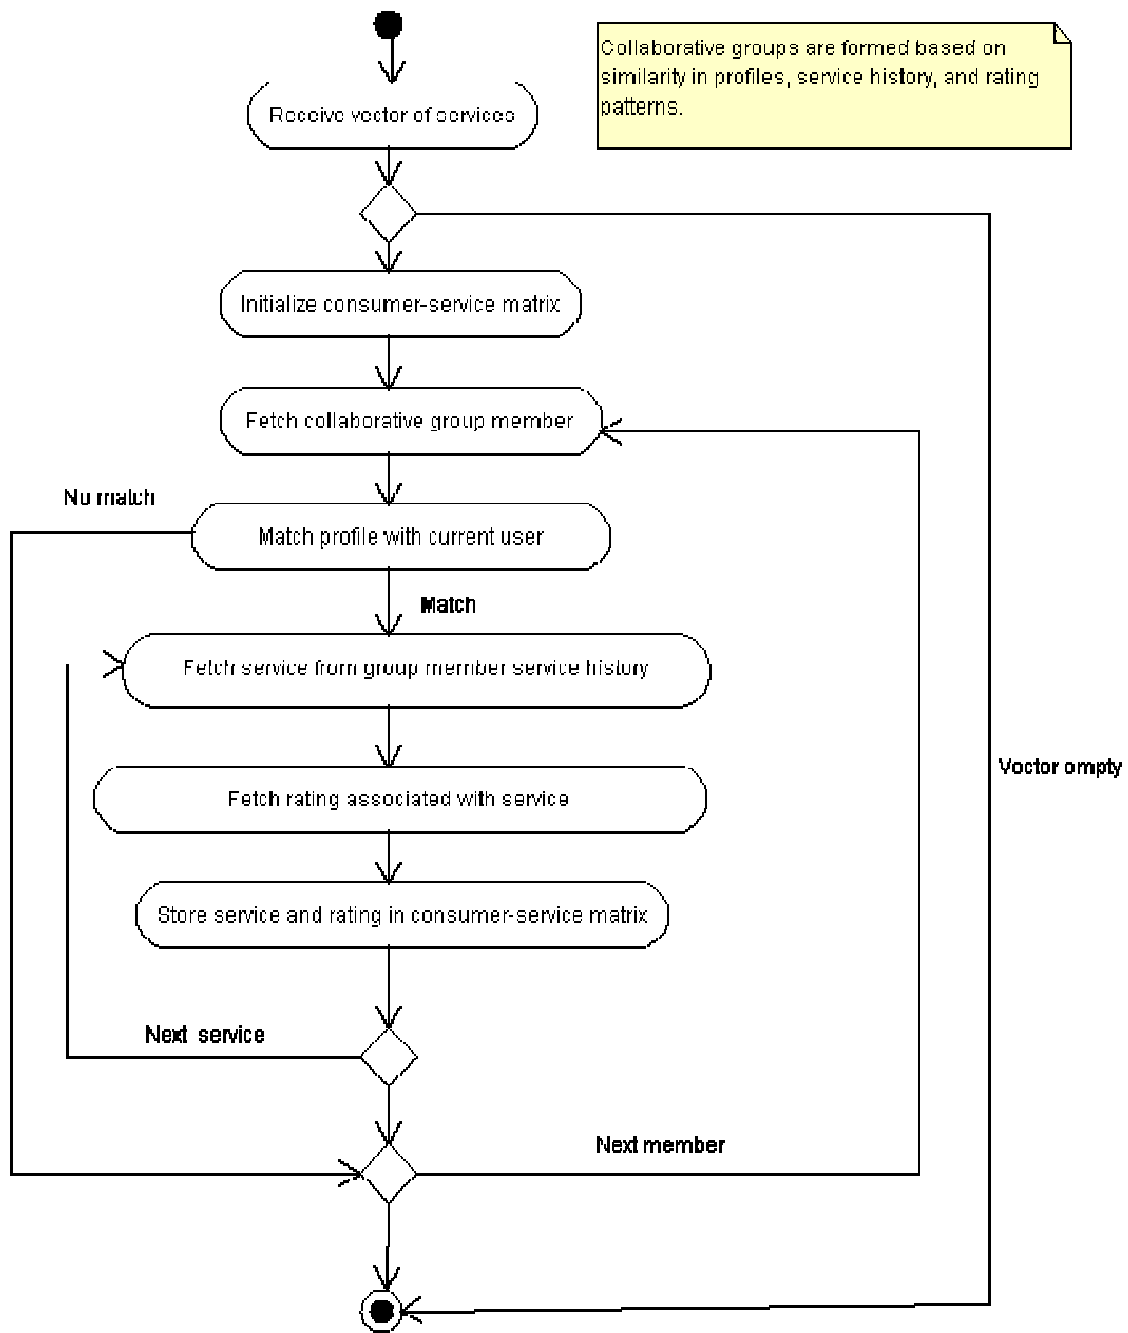 Collaborative groups are formed based on
similarity in profiles, service history, and rating
patterns.
Receive vector of services
Initialize consumer-service matrix
Fetch collaborative group member
No match
Match profile with current user
Match
Fetch service from group member service history
Vector empty
Fetch rating associated with service
Store service and rating in consumer-service matrix
Next service
Next member